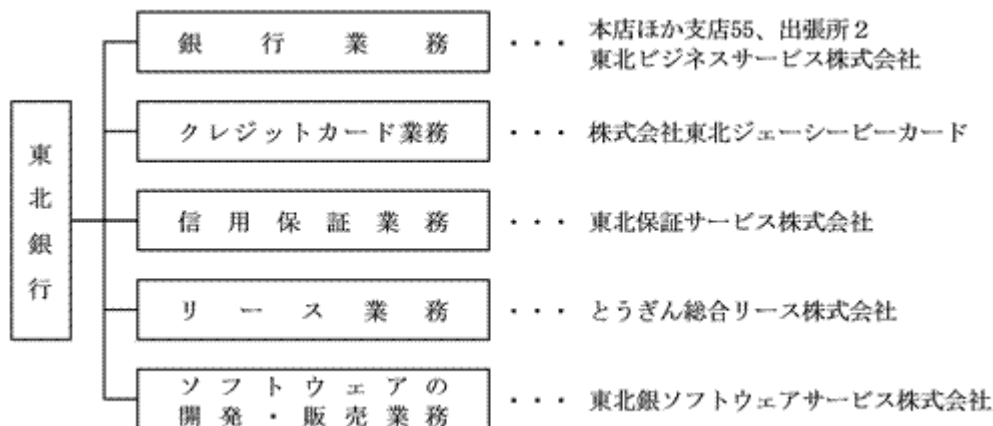 東北銀行
銀行業務 ・・・ 本店ほか支店55、出張所2
東北ビジネスサービス株式会社
クレジットカード業務 ・・・ 株式会社東北ジェーシービーカード
信用保証業務 ・・・ 東北保証サービス株式会社
リース業務 ・・・ とうぎん総合リース株式会社
ソフトウェアの
開発・販売業務 ・・・ 東北銀ソフトウェアサービス株式会社